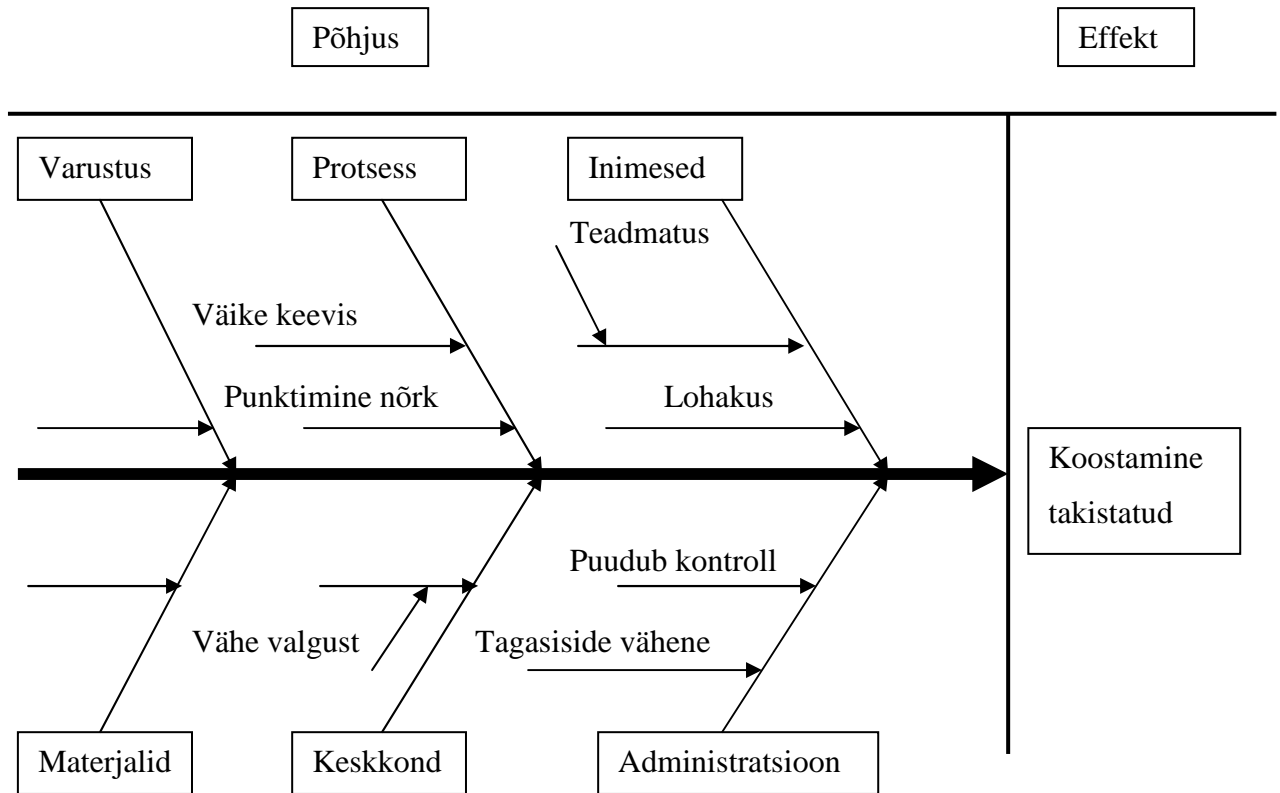 Põhjus
Effekt
Varustus
Protsess
Inimesed
Teadmatus
Väike keevis
Punktimine nõrk
Lohakus
Koostamine
takistatud
Puudub kontroll
Vähe valgust
Tagasiside vähene
Materjalid
Keskkond
Administratsioon